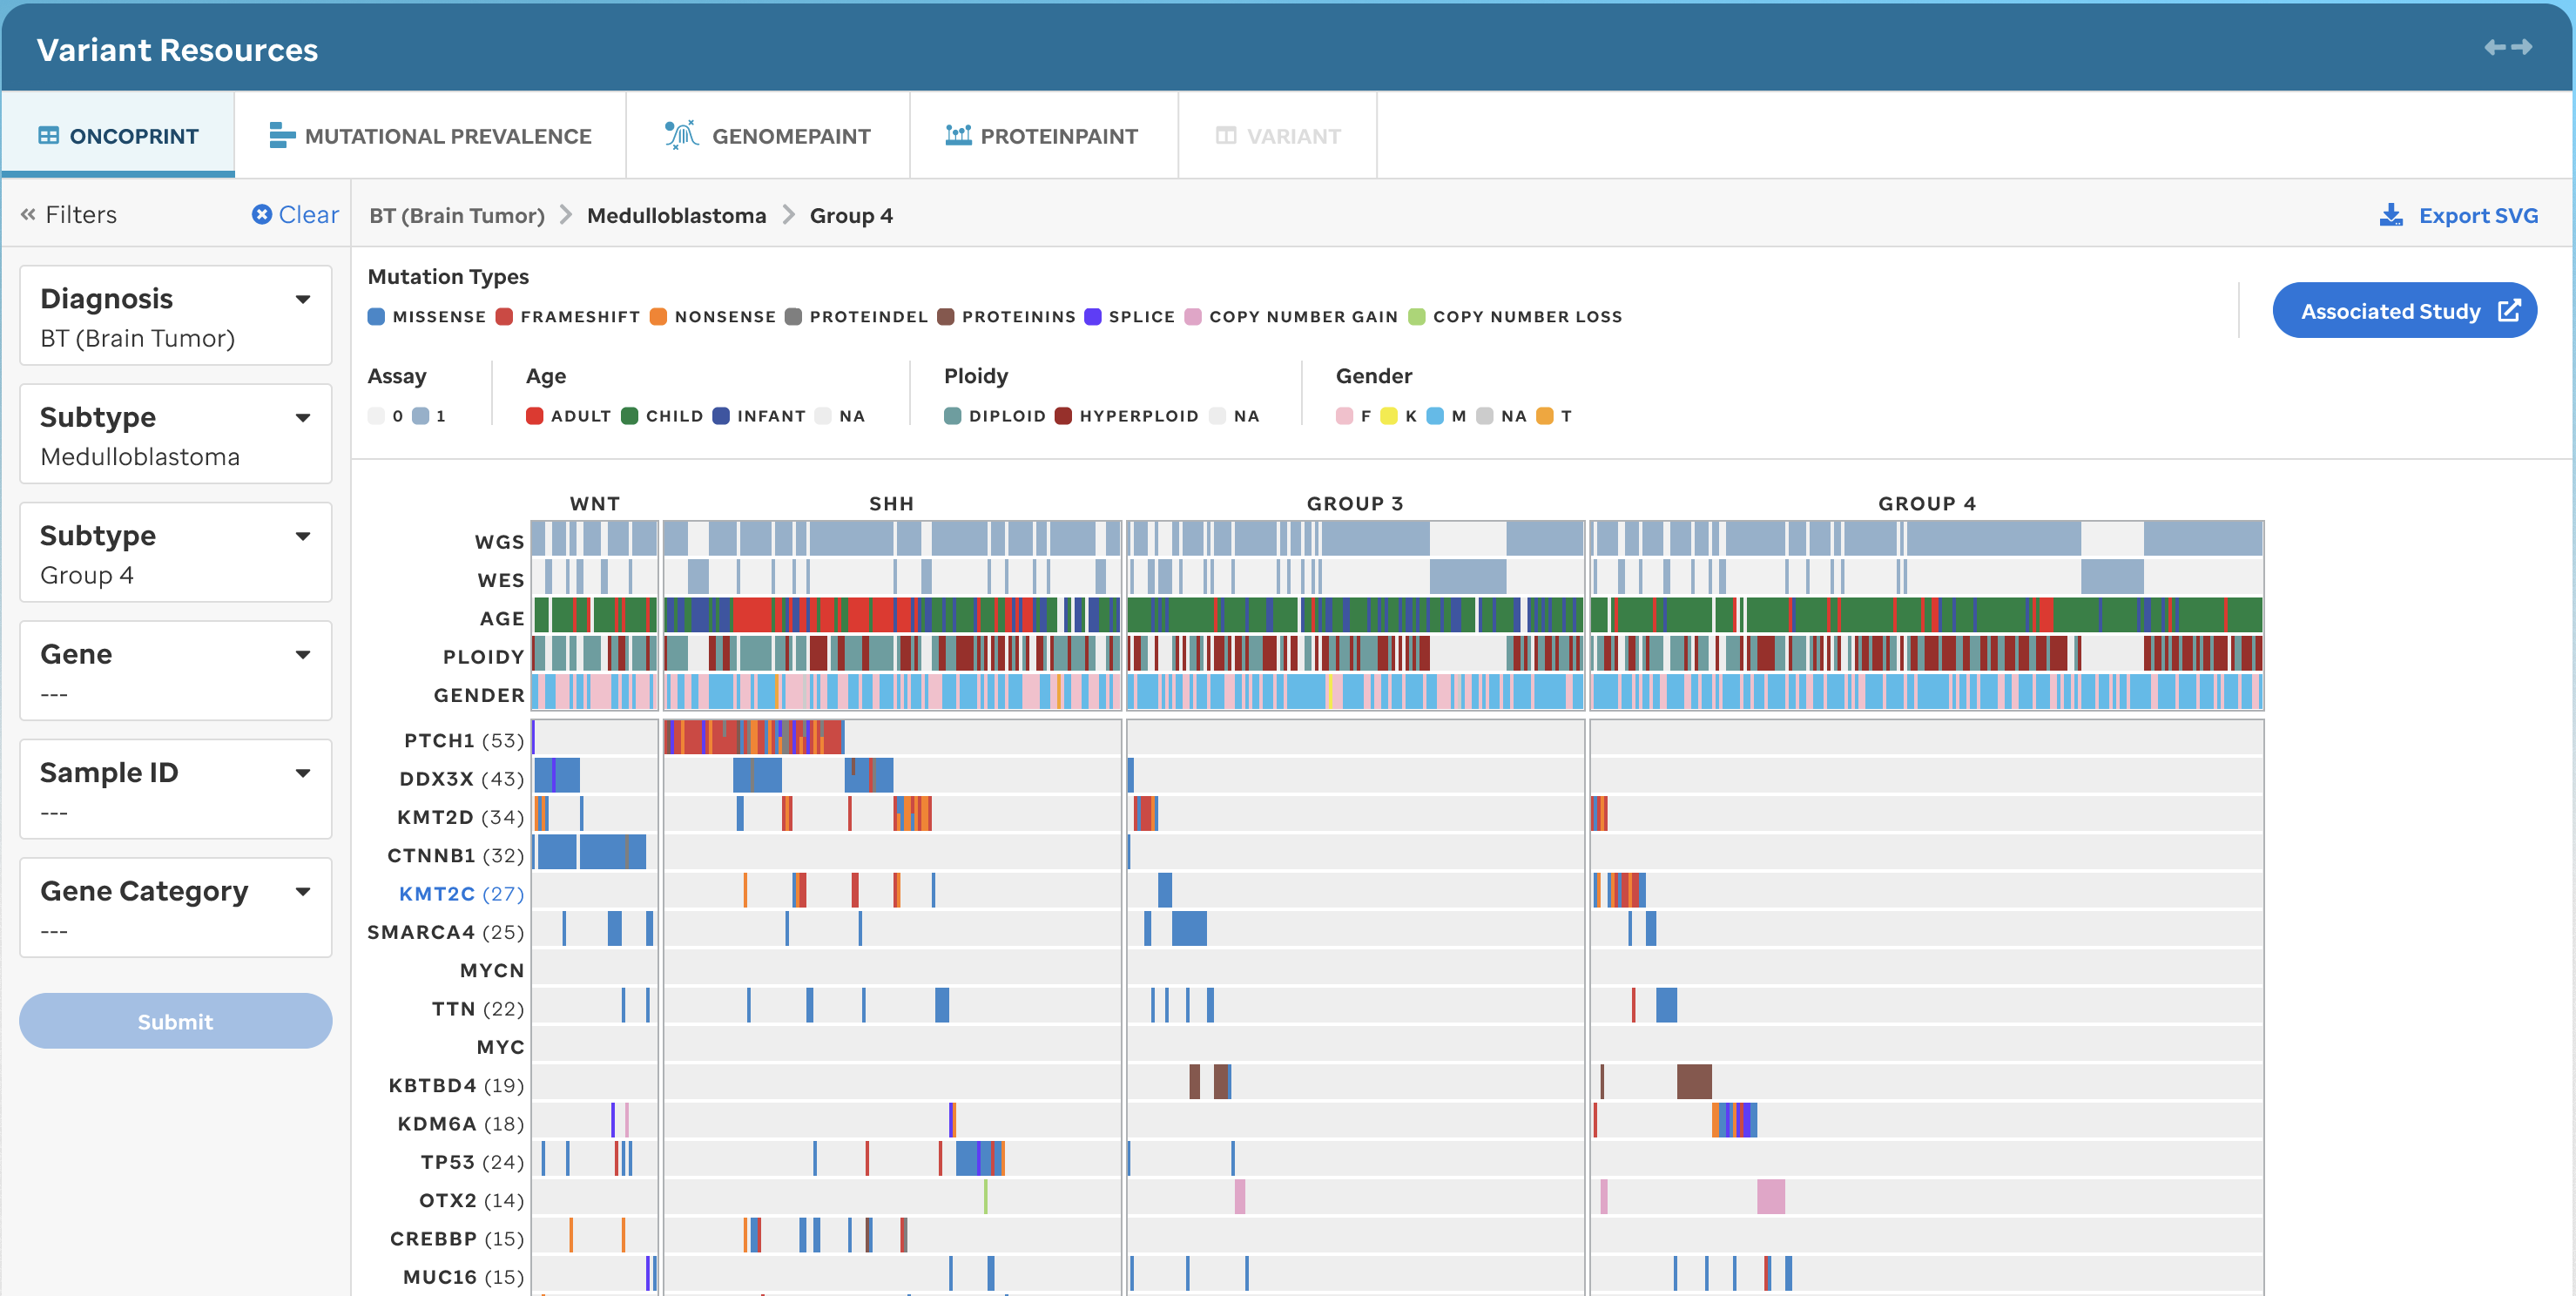 Variant Resources
ONCOPRINT MUTATIONAL PREVALENCE GENOMEPAINT PROTEINPAINT VARIANT
« Filters Clear BT (Brain Tumor) > Medulloblastoma > Group 4 Export SVG
Diagnosis
BT (Brain Tumor)
Subtype
Medulloblastoma
Subtype
Group 4
Gene
---
Sample ID
---
Gene Category
---
Submit
Mutation Types
MISSENSE FRAMESHIFT NONSENSE PROTEINDEL PROTEININS SPLICE COPY NUMBER GAIN COPY NUMBER LOSS
Associated Study
Assay Age Ploidy Gender
0 1 ADULT CHILD INFANT NA DIPLOID HYPERPLOID NA F K M NA T
WNT SHH GROUP 3 GROUP 4
WGS
WES
AGE
PLOIDY
GENDER
PTCH1 (53)
DDX3X (43)
KMT2D (34)
CTNNB1 (32)
KMT2C (27)
SMARCA4 (25)
MYCN
TTN (22)
MYC
KBTBD4 (19)
KDM6A (18)
TP53 (24)
OTX2 (14)
CREBBP (15)
MUC16 (15)